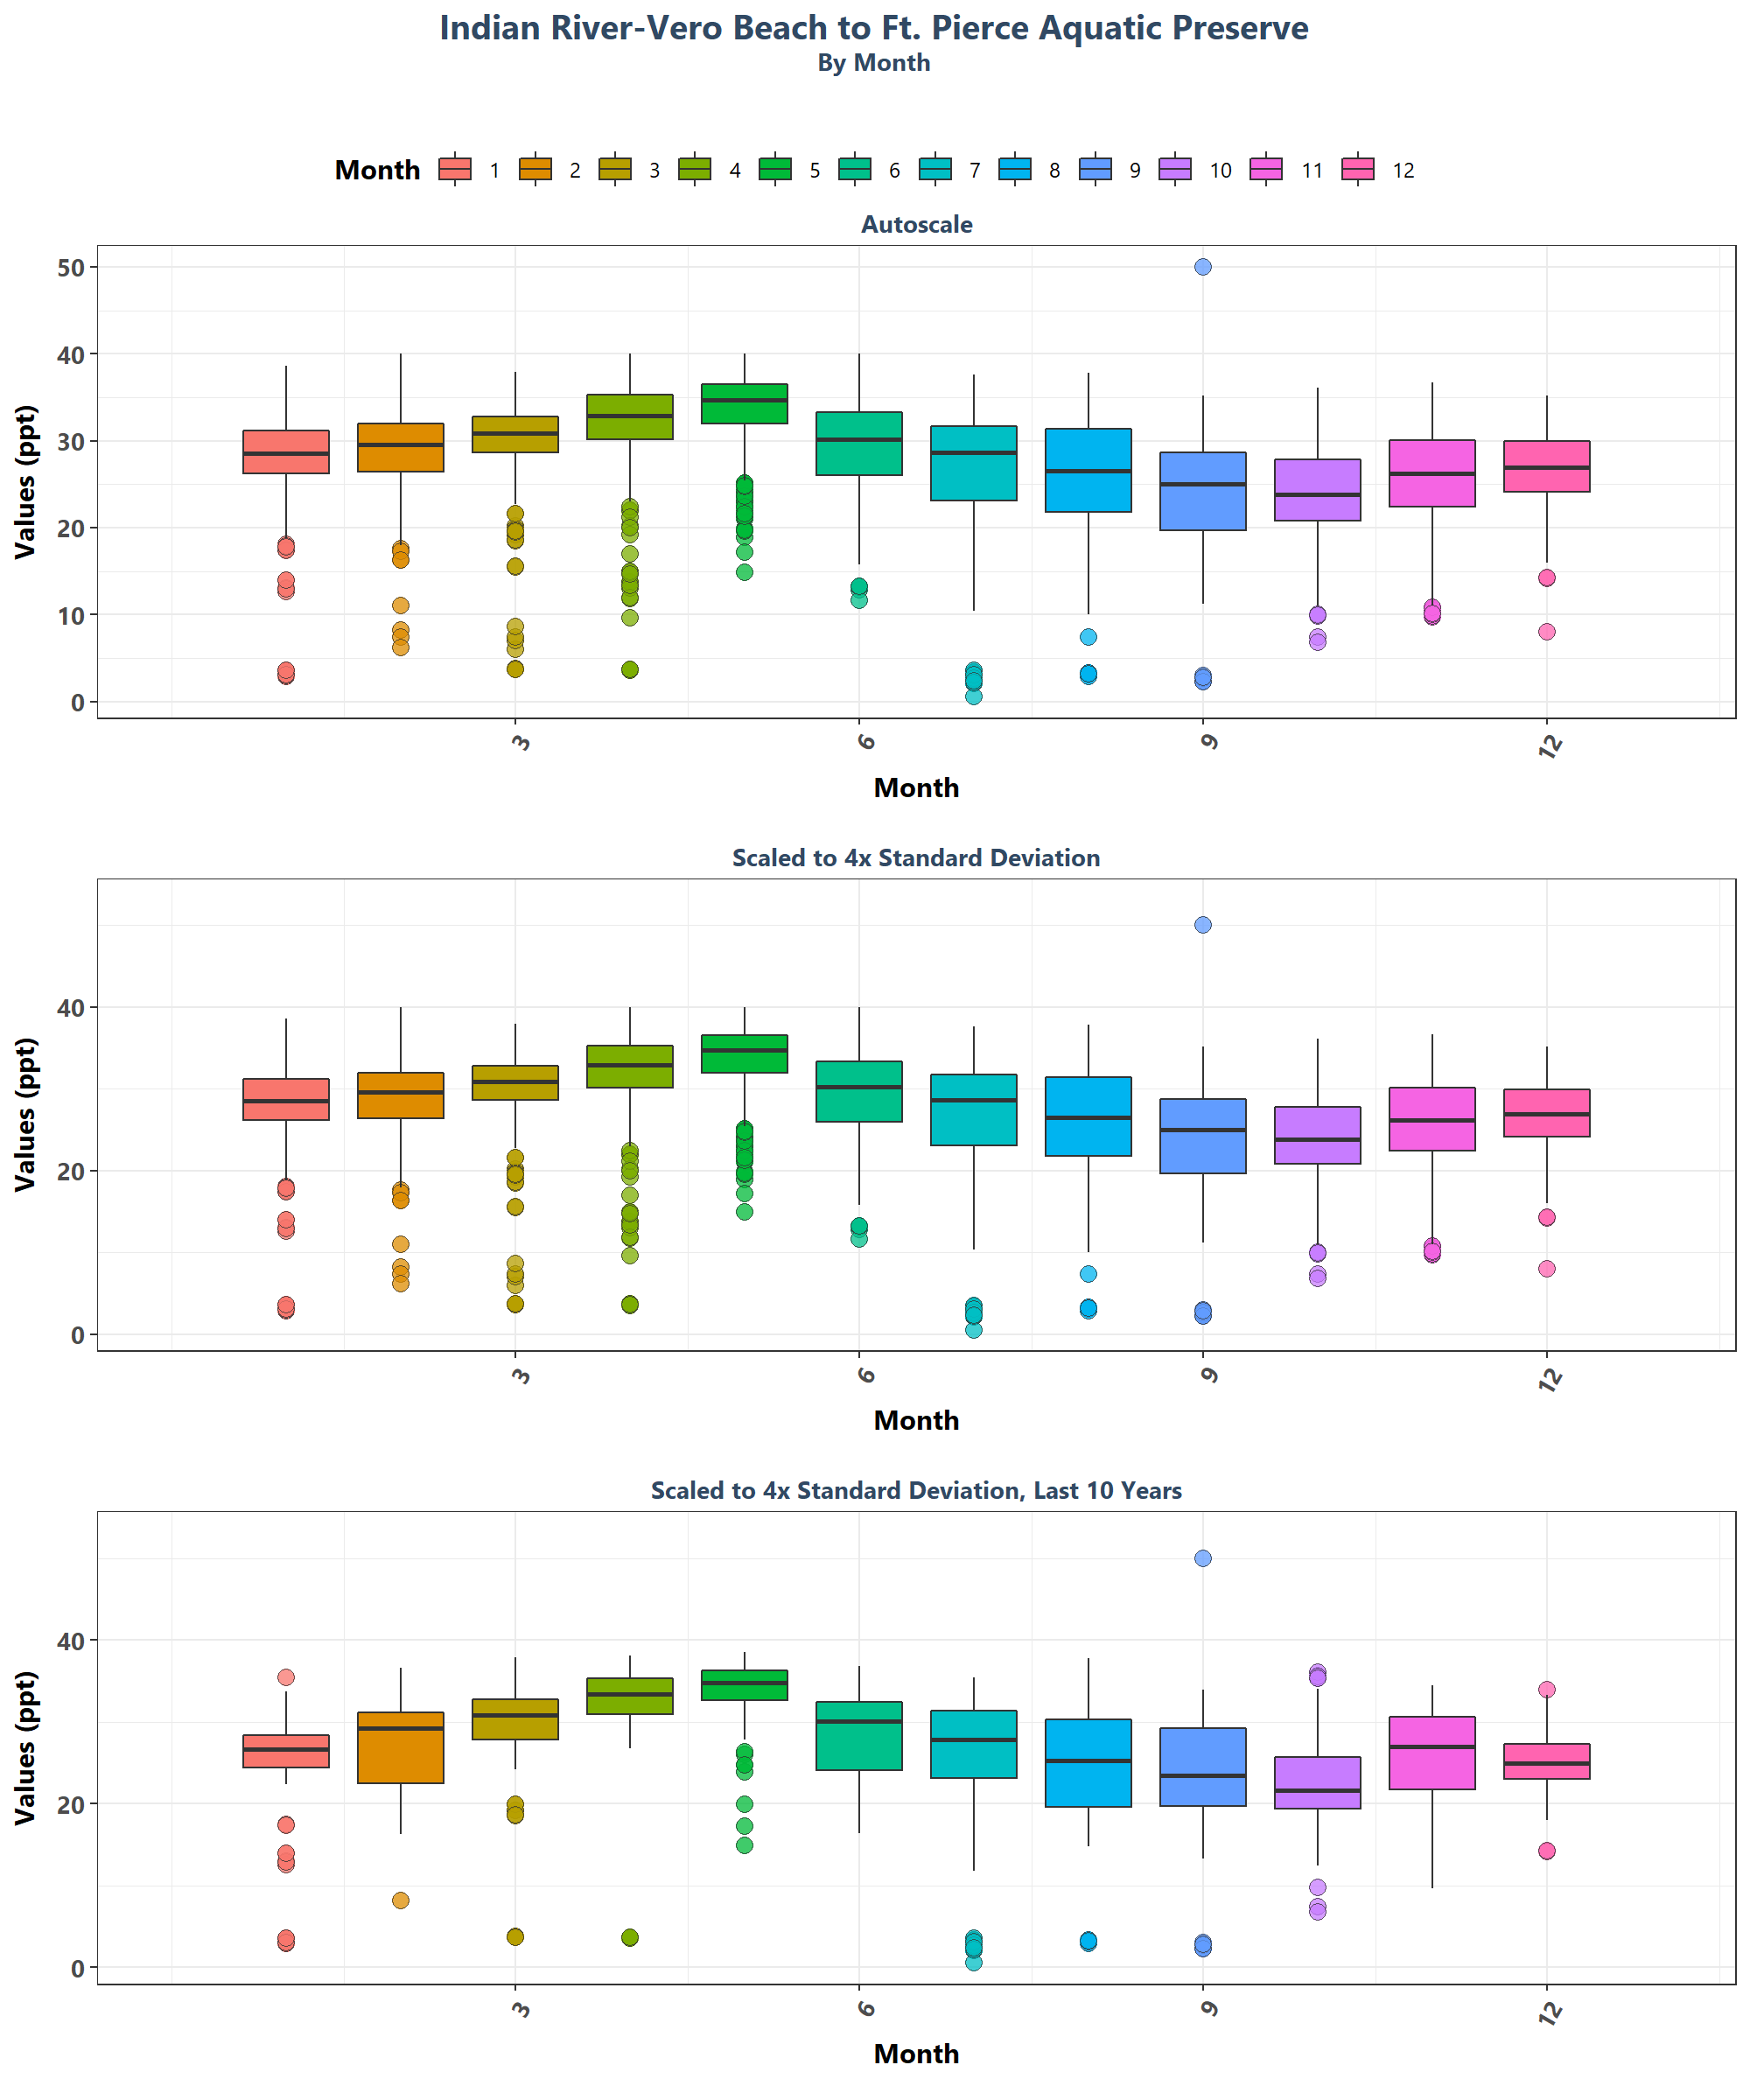 Indian River-Vero Beach to Ft. Pierce Aquatic Preserve
By Month
Month 1 2 3 4 5 6 7 8 9 10 11 12
Autoscale
Values (ppt)
50
40
30
20
10
0
3 6 9 12
Month
Scaled to 4x Standard Deviation
Values (ppt)
40
20
0
3 6 9 12
Month
Scaled to 4x Standard Deviation, Last 10 Years
Values (ppt)
40
20
0
3 6 9 12
Month